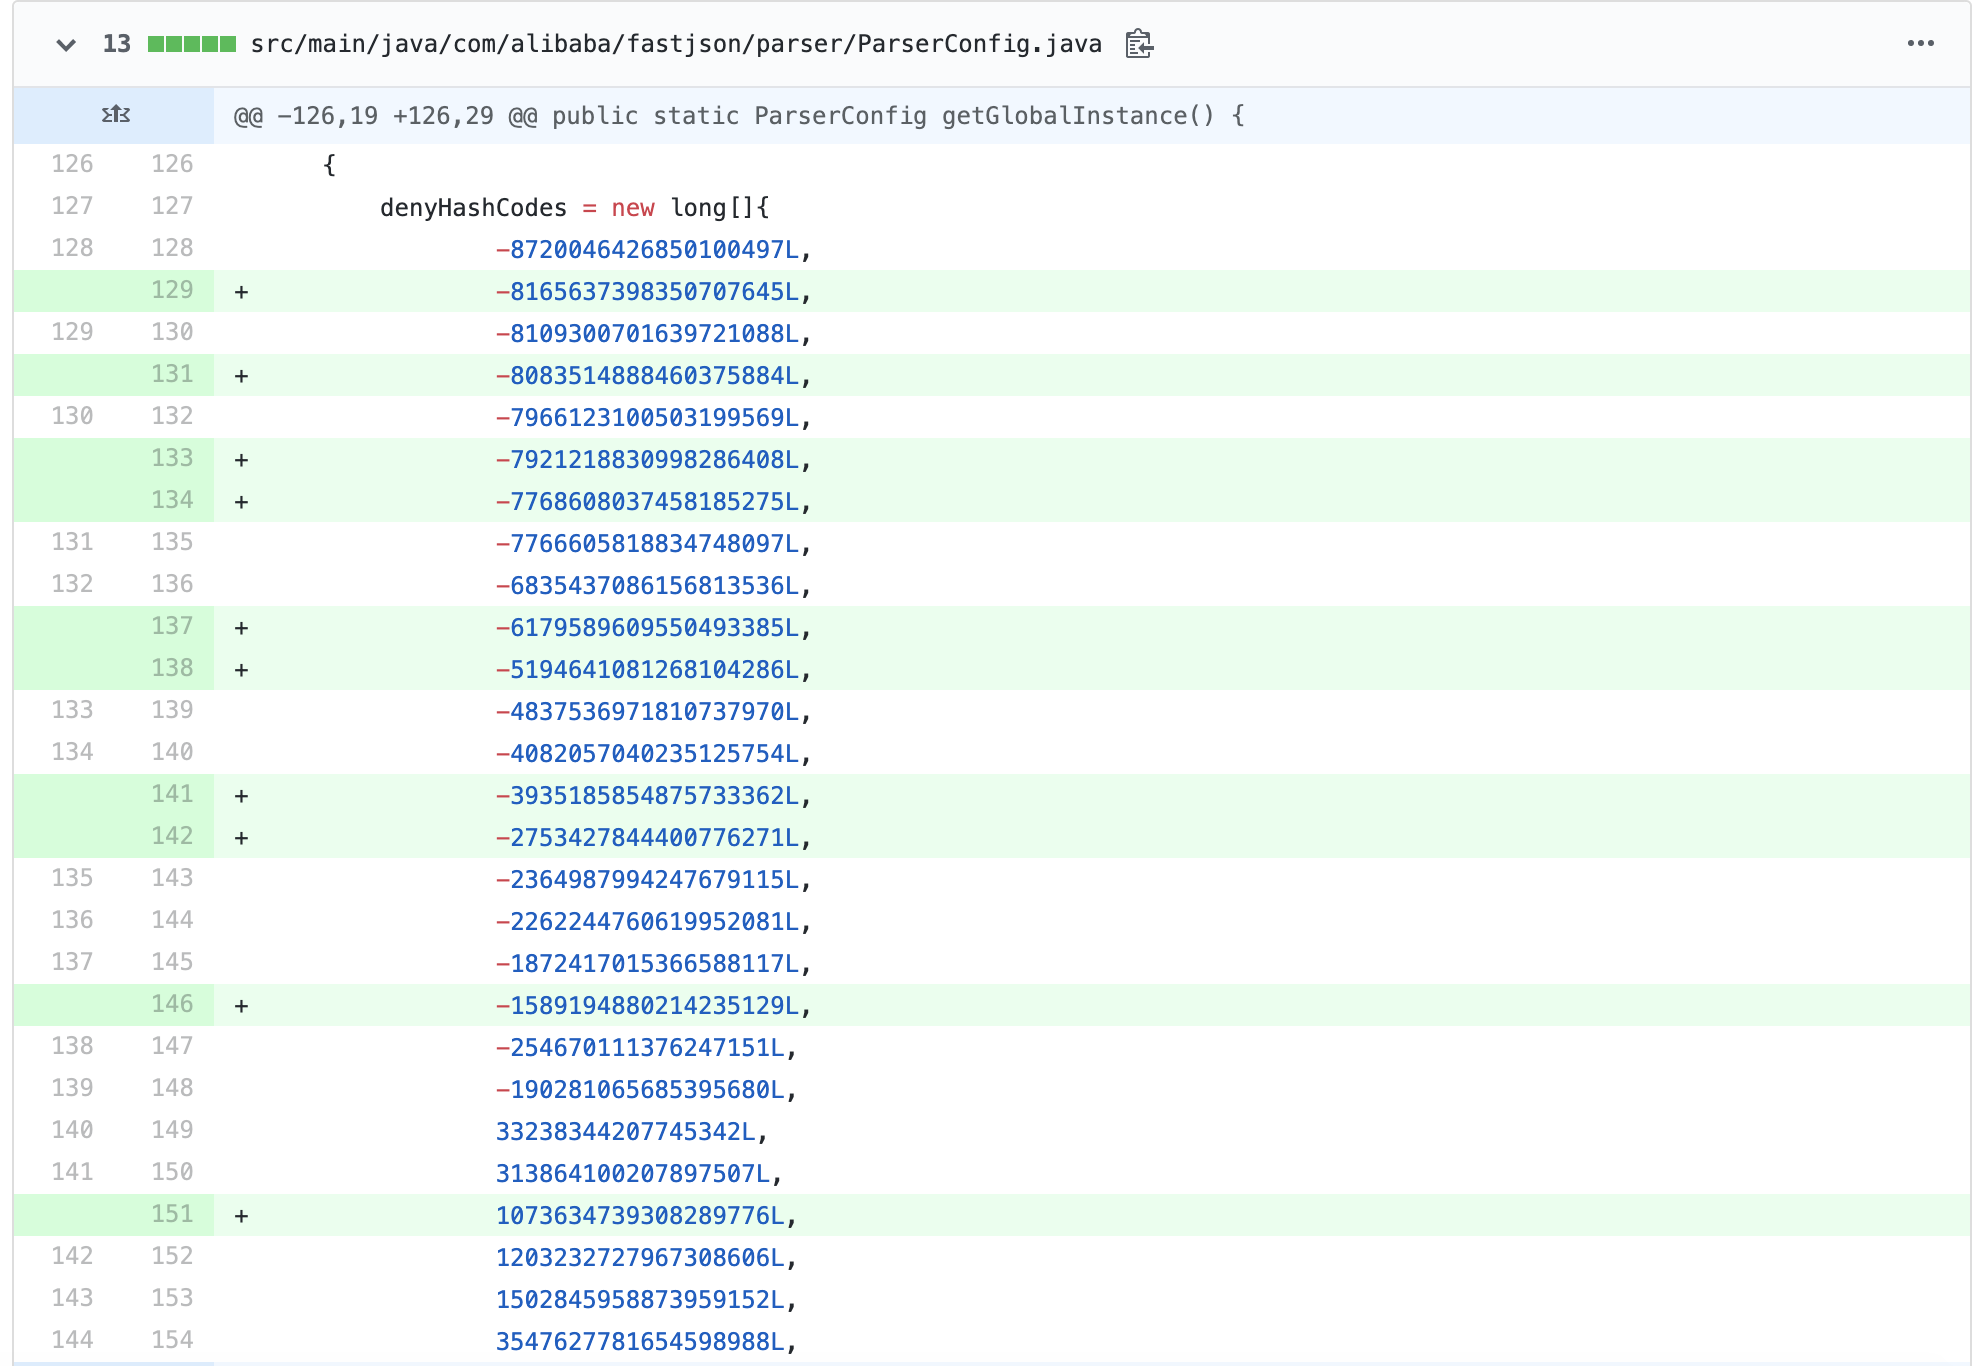 13 src/main/java/com/alibaba/fastjson/parser/ParserConfig.java
@@ -126,19 +126,29 @@ public static ParserConfig getGlobalInstance() {
126 126 {
127 127 denyHashCodes = new long[]{
128 128 -8720046426850100497L,
129 + -8165637398350707645L,
129 130 -8109300701639721088L,
131 + -8083514888460375884L,
130 132 -7966123100503199569L,
133 + -7921218830998286408L,
134 + -7768608037458185275L,
131 135 -7766605818834748097L,
132 136 -6835437086156813536L,
137 + -6179589609550493385L,
138 + -5194641081268104286L,
133 139 -4837536971810737970L,
134 140 -4082057040235125754L,
141 + -3935185854875733362L,
142 + -2753427844400776271L,
135 143 -2364987994247679115L,
136 144 -2262244760619952081L,
137 145 -1872417015366588117L,
146 + -1589194880214235129L,
138 147 -254670111376247151L,
139 148 -190281065685395680L,
140 149 33238344207745342L,
141 150 313864100207897507L,
151 + 1073634739308289776L,
142 152 1203232727967308606L,
143 153 1502845958873959152L,
144 154 3547627781654598988L,